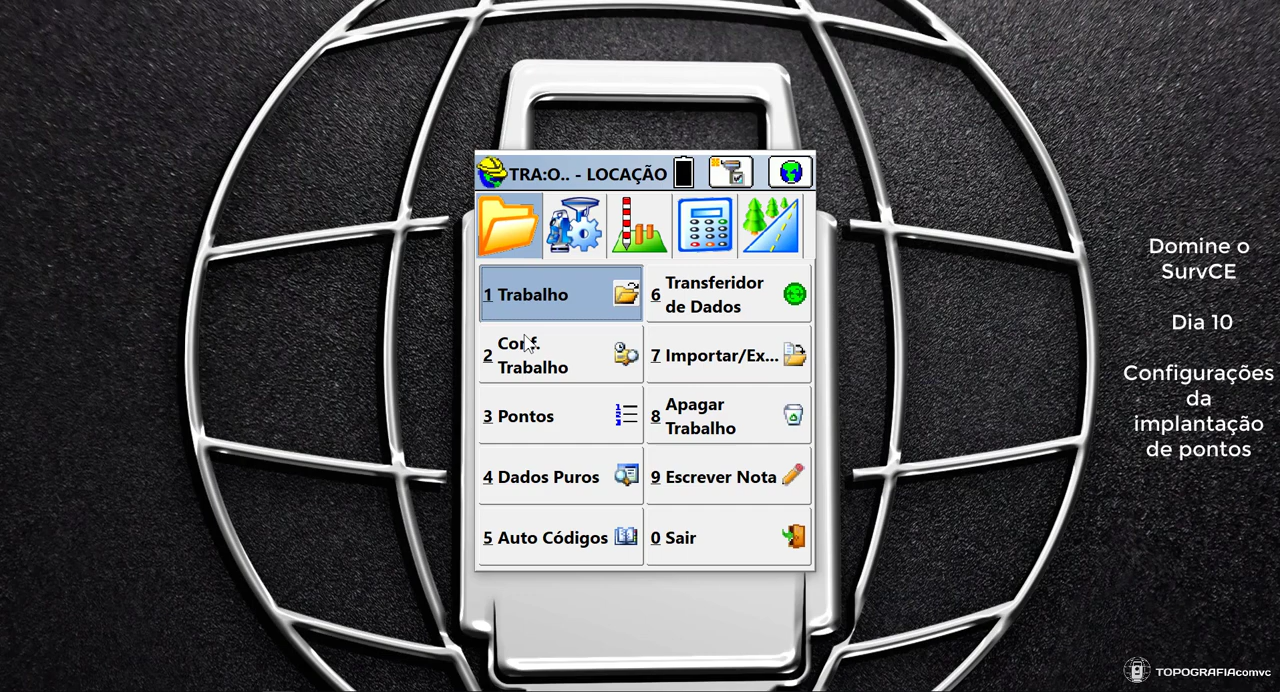 TRA:O.. - LOCAÇÃO
1 Trabalho
6 Transferidor
de Dados
2 Conf.
Trabalho
7 Importar/Ex...
3 Pontos
8 Apagar
Trabalho
4 Dados Puros
9 Escrever Nota
5 Auto Códigos
0 Sair
Domine o
SurvCE
Dia 10
Configurações
da
implantação
de pontos
TOPOGRAFIAcomvc